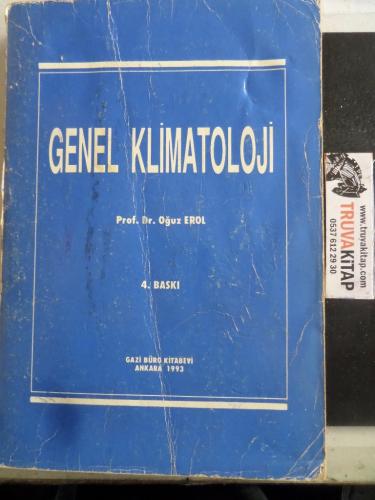 GENEL KLİMATOLOJİ
Prof. Dr. Oğuz EROL
4. BASKI
GAZİ BÜRO KİTABEVİ
ANKARA 1993
www.truvakitap.com
TRUVAKİTAP
0537 612 29 30